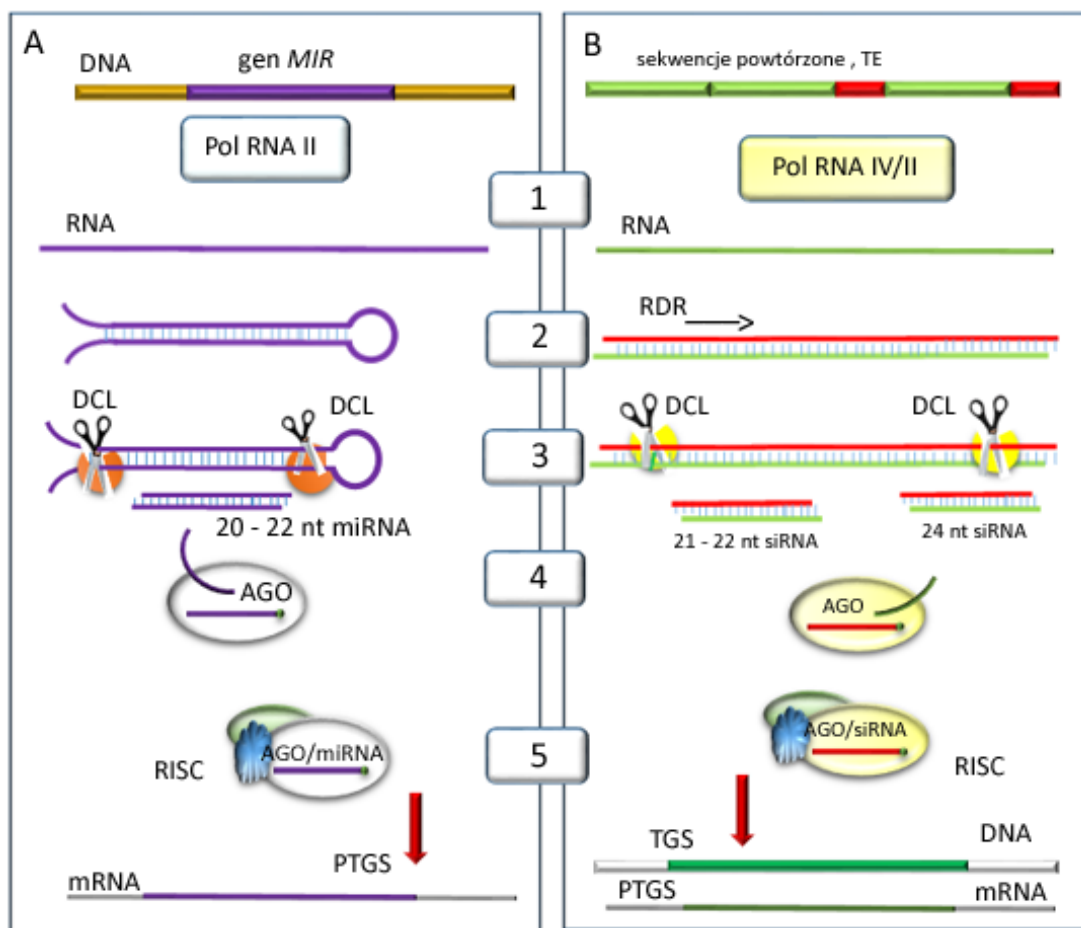 A
gen MIR
DNA
Pol RNA II
RNA
DCL
DCL
20 - 22 nt miRNA
AGO
AGO/miRNA
RISC
PTGS
mRNA
1
2
3
4
5
B
sekwencje powtórzone , TE
Pol RNA IV/II
RNA
RDR
DCL
DCL
21 - 22 nt siRNA
24 nt siRNA
AGO
AGO/siRNA
RISC
TGS
DNA
PTGS
mRNA